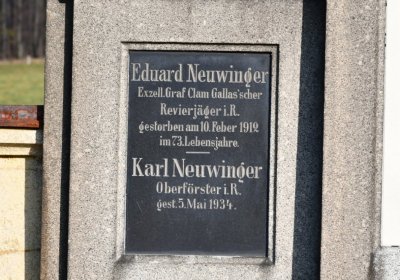 Eduard Neuwinger
Exzell. Graf Clam Gallas'scher
Revierjäger i.R.
gestorben am 10. Feber 1912
im 73. Lebensjahre.
Karl Neuwinger
Oberförster i.R.
gest. 5. Mai 1934.